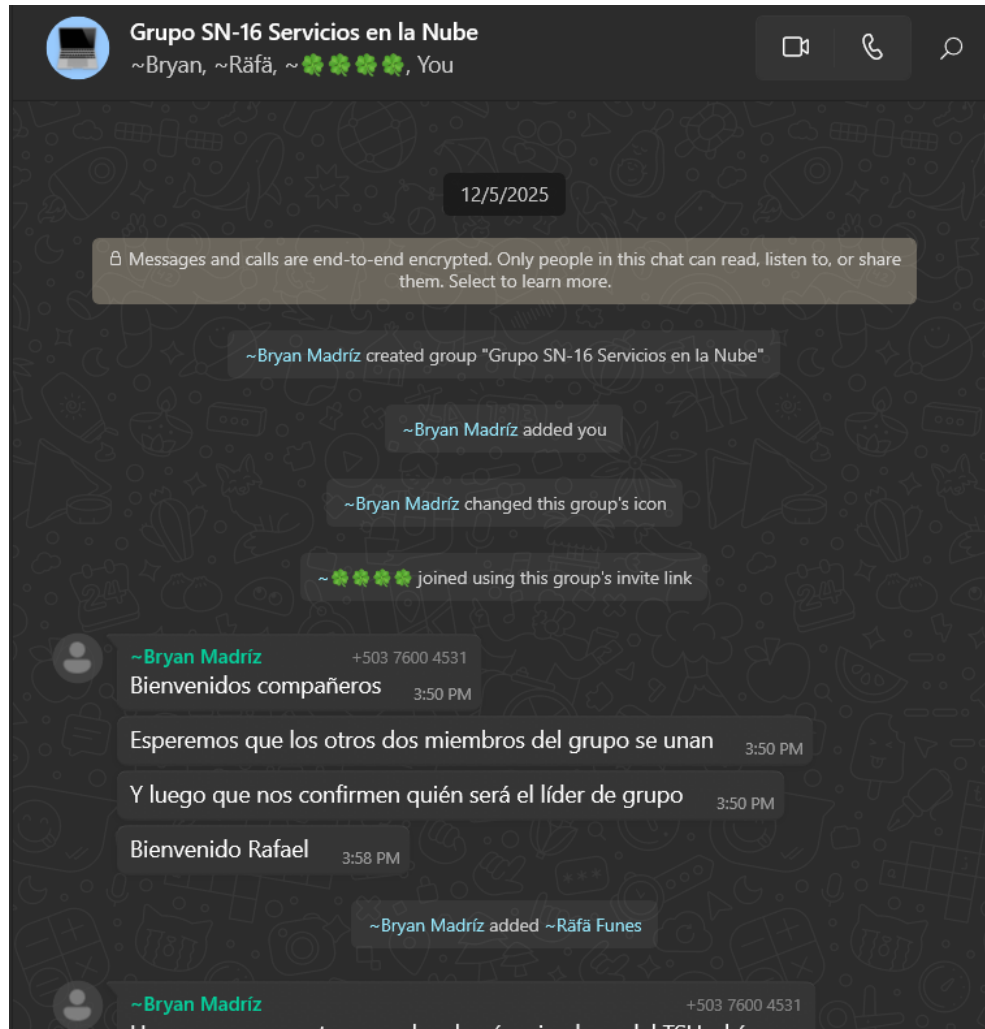 Grupo SN-16 Servicios en la Nube
~Bryan, ~Räfä, ~🍀🍀🍀🍀, You
12/5/2025
Messages and calls are end-to-end encrypted. Only people in this chat can read, listen to, or share
them. Select to learn more.
~Bryan Madríz created group "Grupo SN-16 Servicios en la Nube"
~Bryan Madríz added you
~Bryan Madríz changed this group's icon
~🍀🍀🍀🍀 joined using this group's invite link
~Bryan Madríz +503 7600 4531
Bienvenidos compañeros 3:50 PM
Esperemos que los otros dos miembros del grupo se unan 3:50 PM
Y luego que nos confirmen quién será el líder de grupo 3:50 PM
Bienvenido Rafael 3:58 PM
~Bryan Madríz added ~Räfä Funes
~Bryan Madríz +503 7600 4531